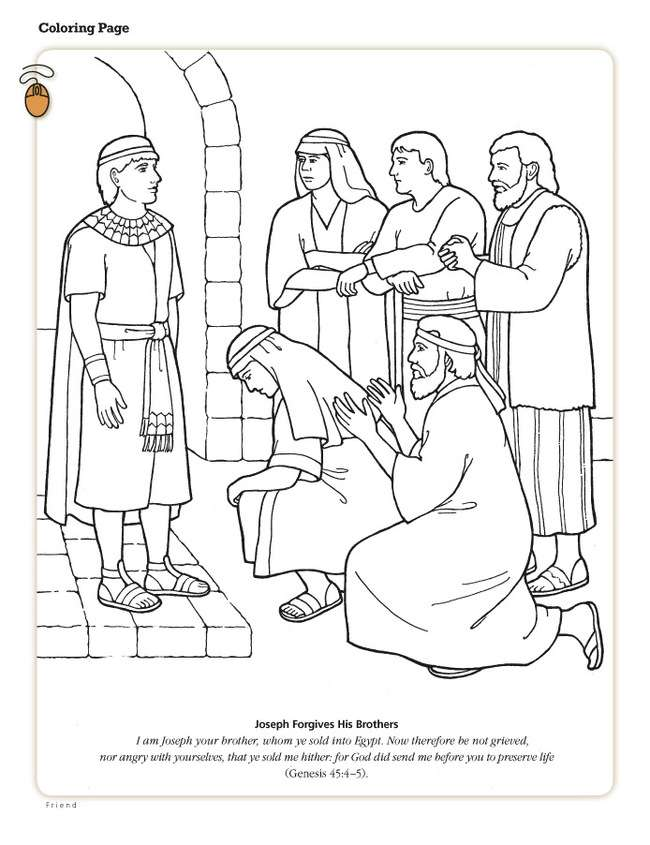 Coloring Page
Joseph Forgives His Brothers
I am Joseph your brother, whom ye sold into Egypt. Now therefore be not grieved,
nor angry with yourselves, that ye sold me hither: for God did send me before you to preserve life
(Genesis 45:4–5).
Friend